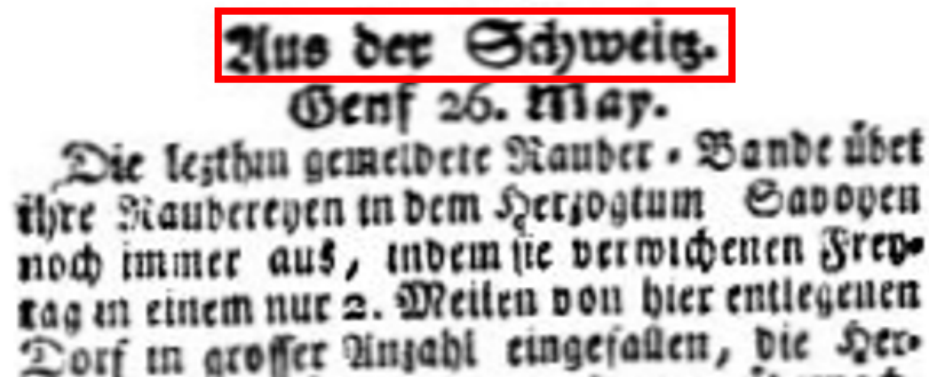 Aus der Schweitz.
Genf 26. May.
Die lezthin gemeldete Rauber-Bande übet
ihre Raubereyen in dem Herzogtum Savoyen
noch immer aus, indem sie verwichenen Frey-
tag in einem nur 2. Meilen von hier entlegenen
Dorf in grosser Anzahl eingefallen, die Her-